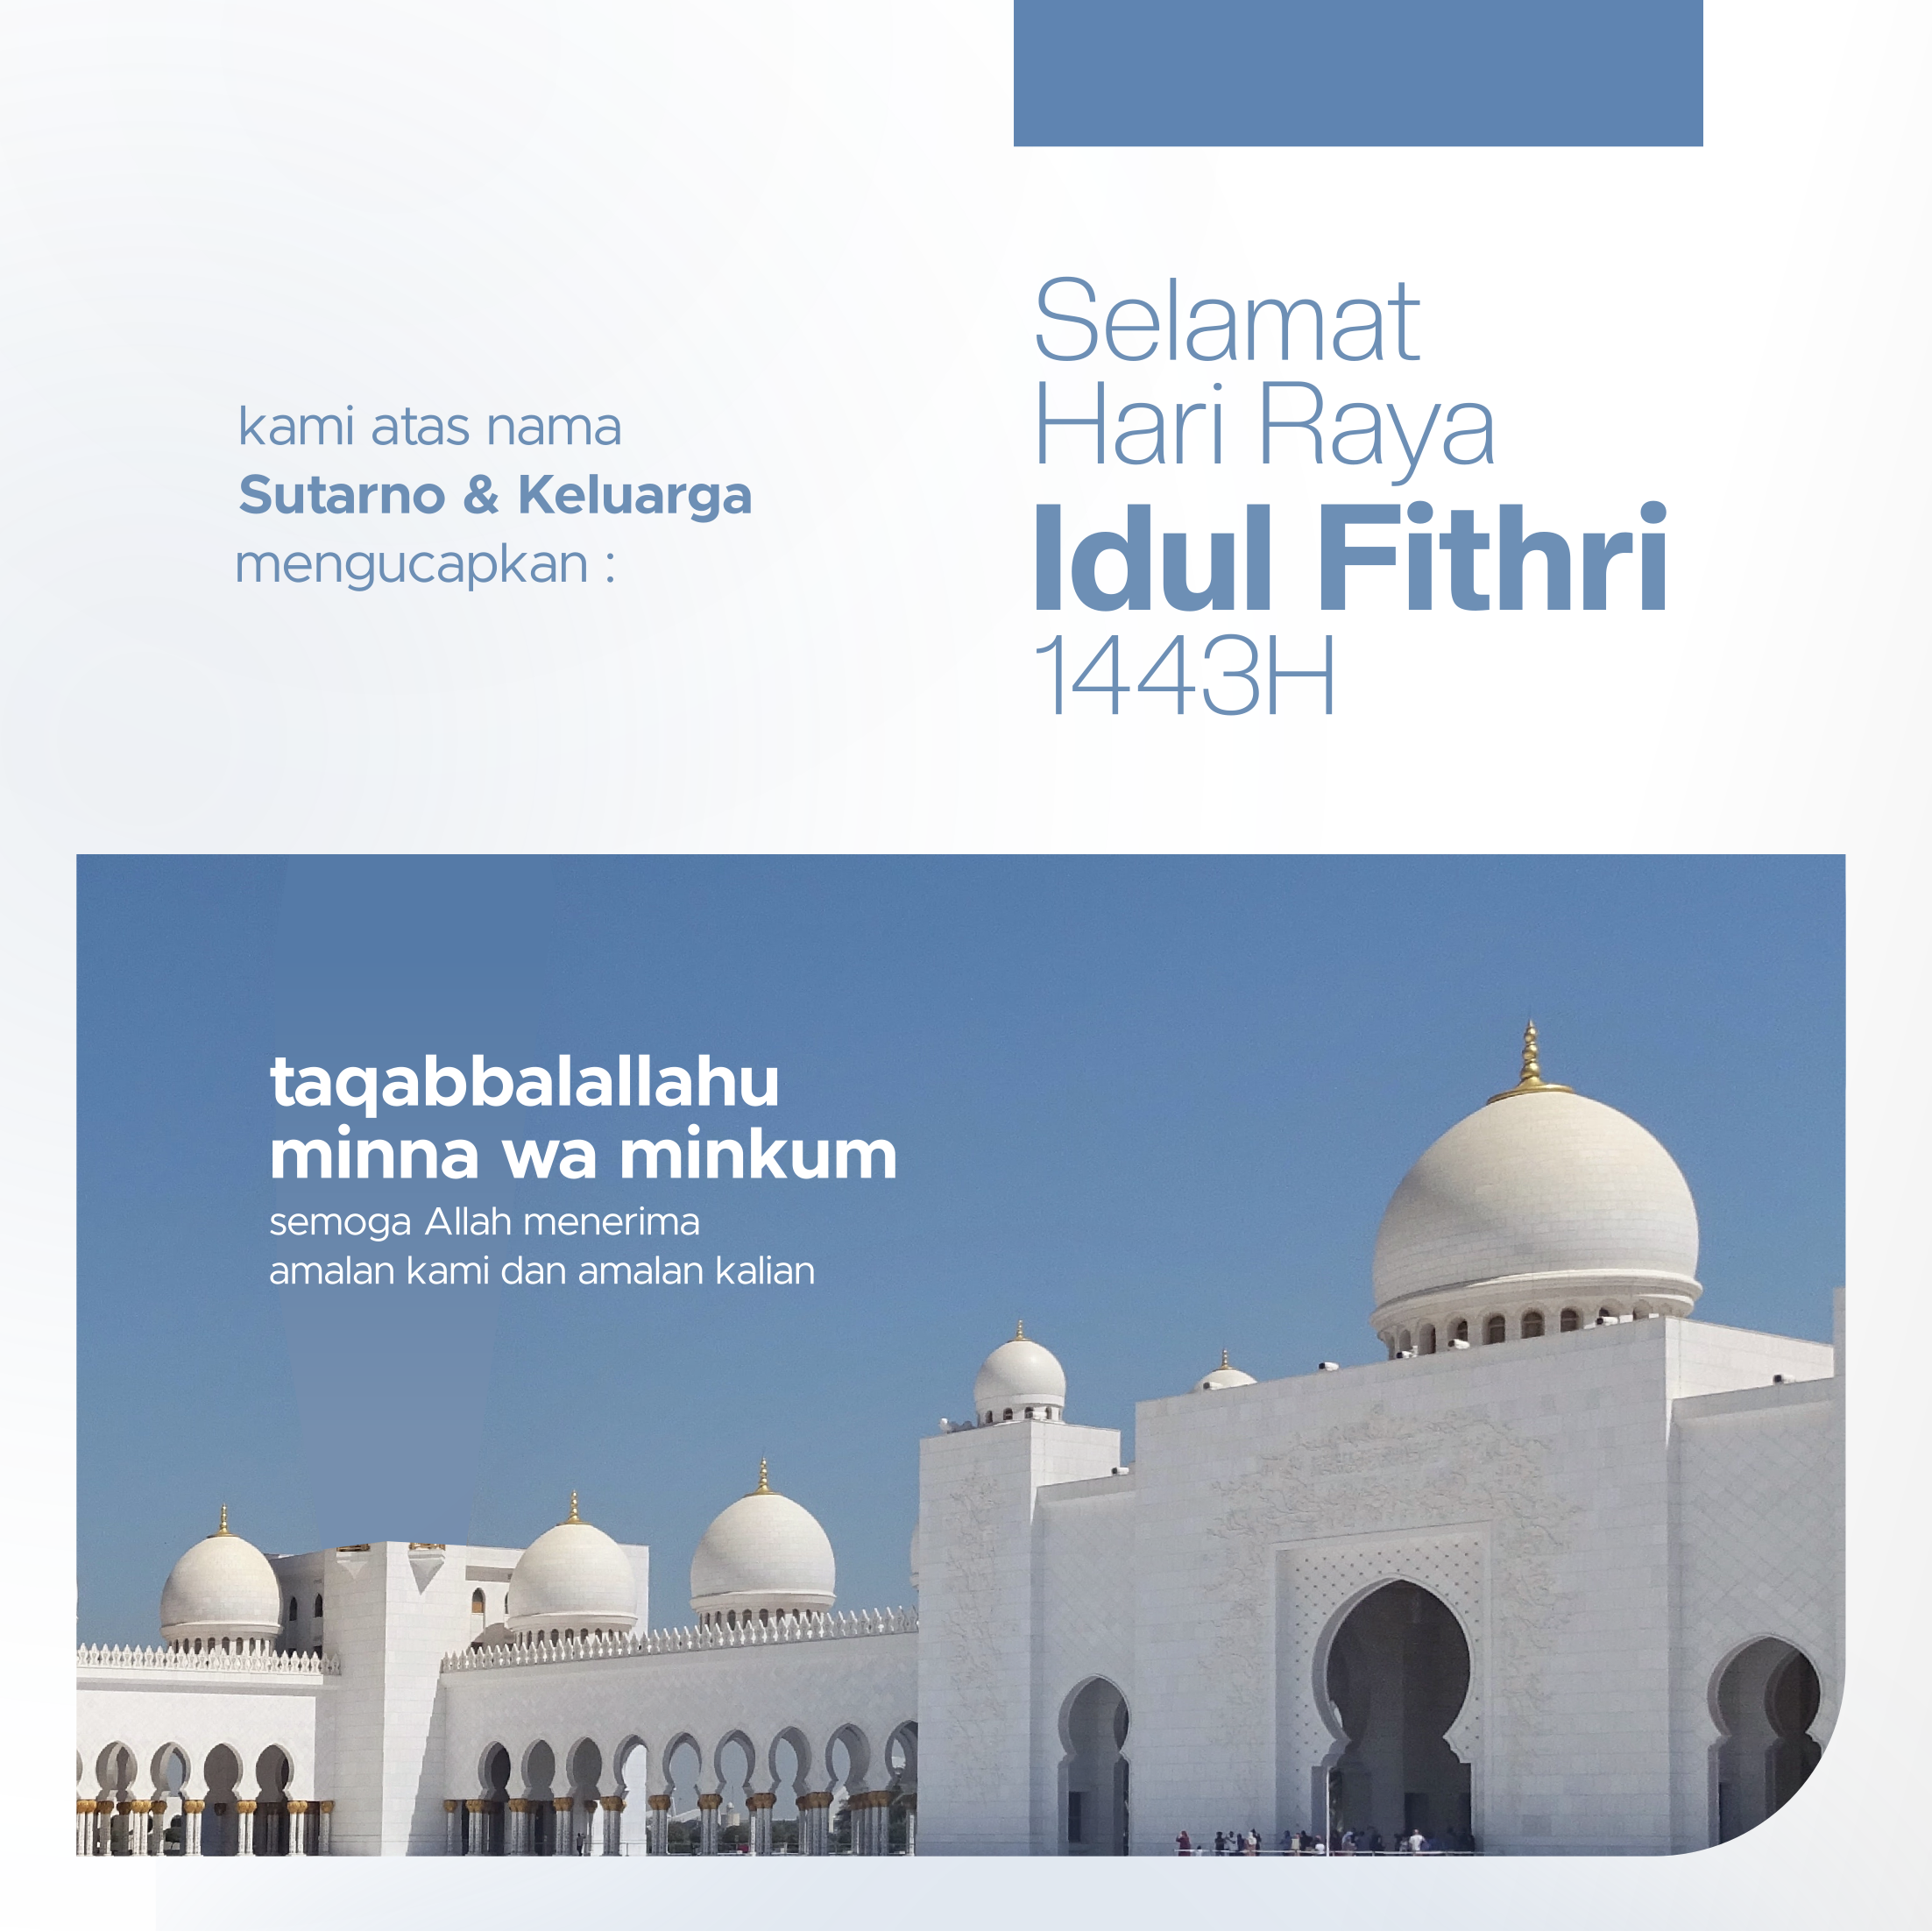 kami atas nama
Sutarno & Keluarga
mengucapkan :
Selamat
Hari Raya
Idul Fithri
1443H
taqabbalallahu
minna wa minkum
semoga Allah menerima
amalan kami dan amalan kalian